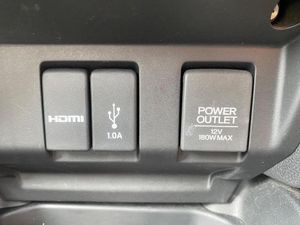 HDMI
1.0A
POWER
OUTLET
12V
180W MAX